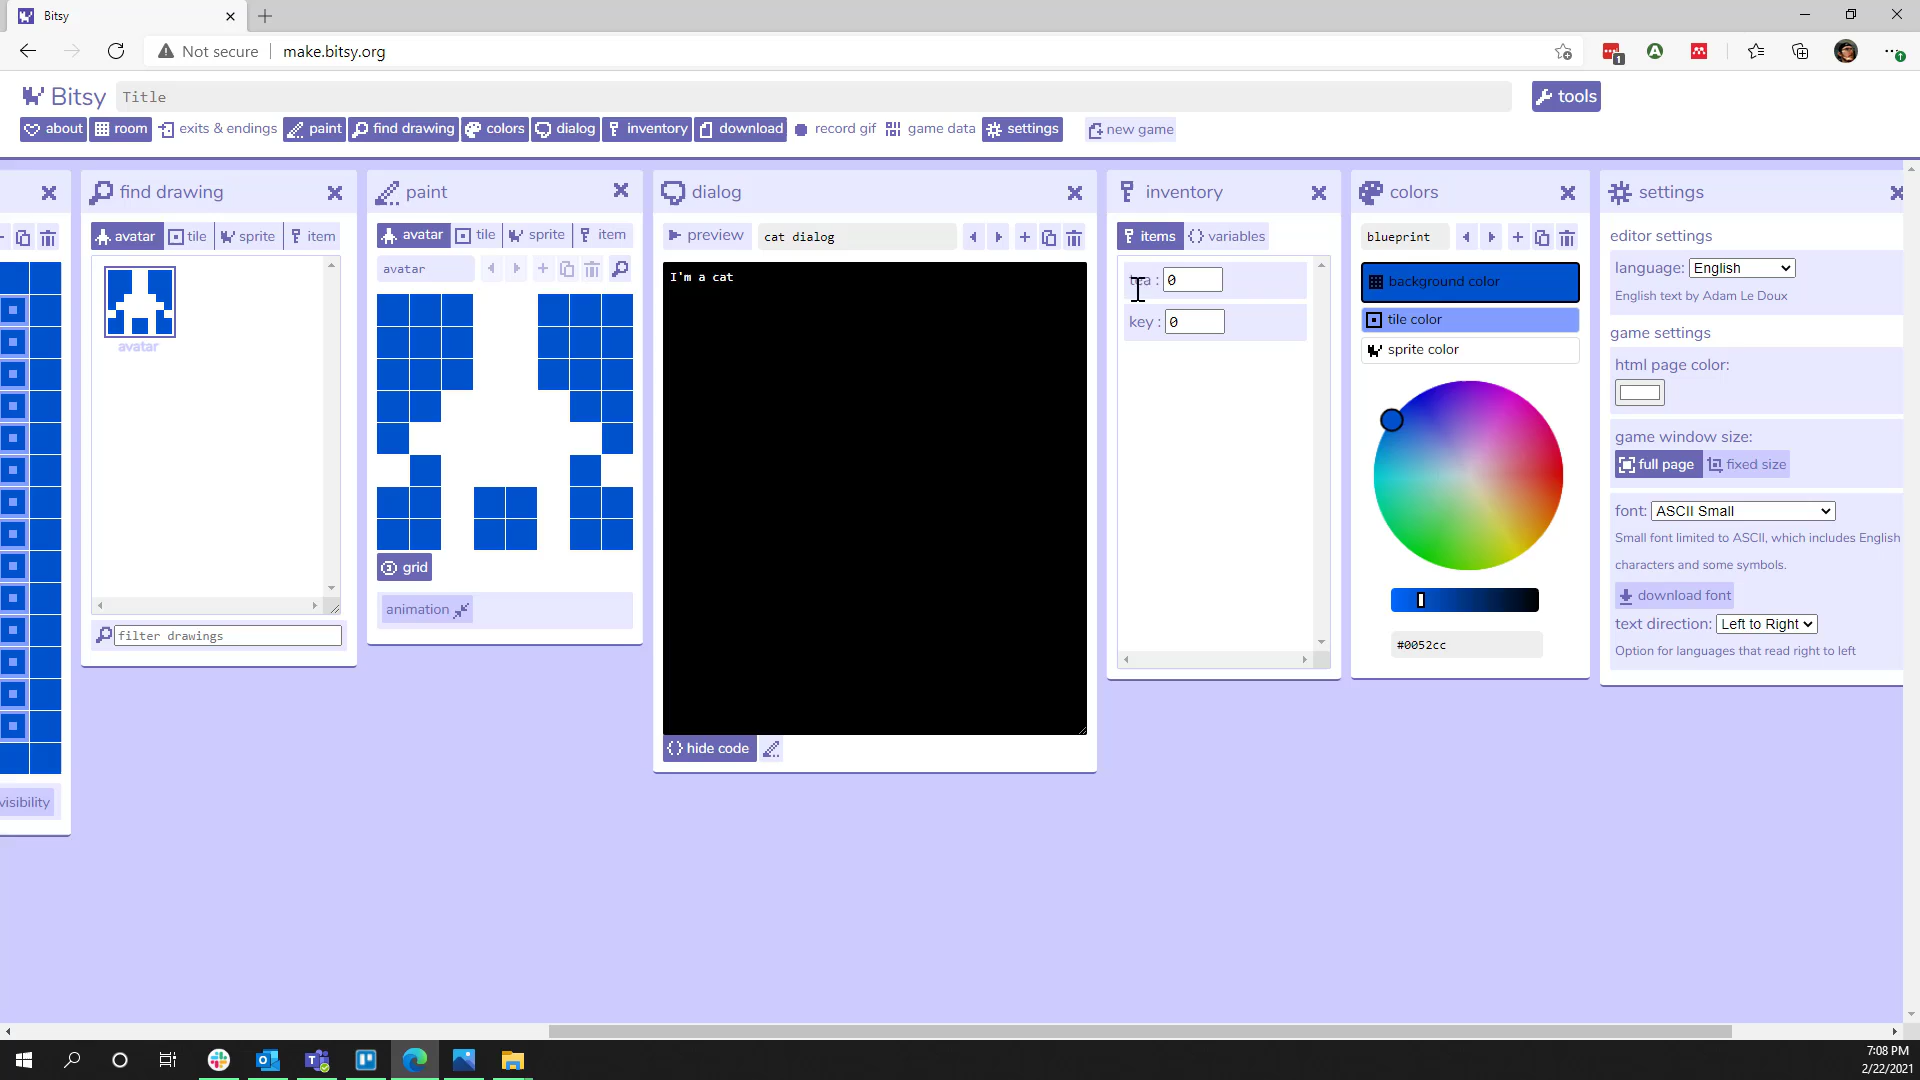 Bitsy
Not secure
make.bitsy.org
1
Bitsy
Title
tools
about
room
exits & endings
paint
find drawing
colors
dialog
inventory
download
record gif
game data
settings
new game
find drawing
avatar
tile
sprite
item
avatar
filter drawings
visibility
paint
avatar
tile
sprite
item
avatar
grid
animation
dialog
preview
cat dialog
I'm a cat
hide code
inventory
items
variables
tea : 0
key : 0
colors
blueprint
background color
tile color
sprite color
#0052cc
settings
editor settings
language: English
English text by Adam Le Doux
game settings
html page color:
game window size:
full page
fixed size
font: ASCII Small
Small font limited to ASCII, which includes English
characters and some symbols.
download font
text direction: Left to Right
Option for languages that read right to left
7:08 PM
2/22/2021